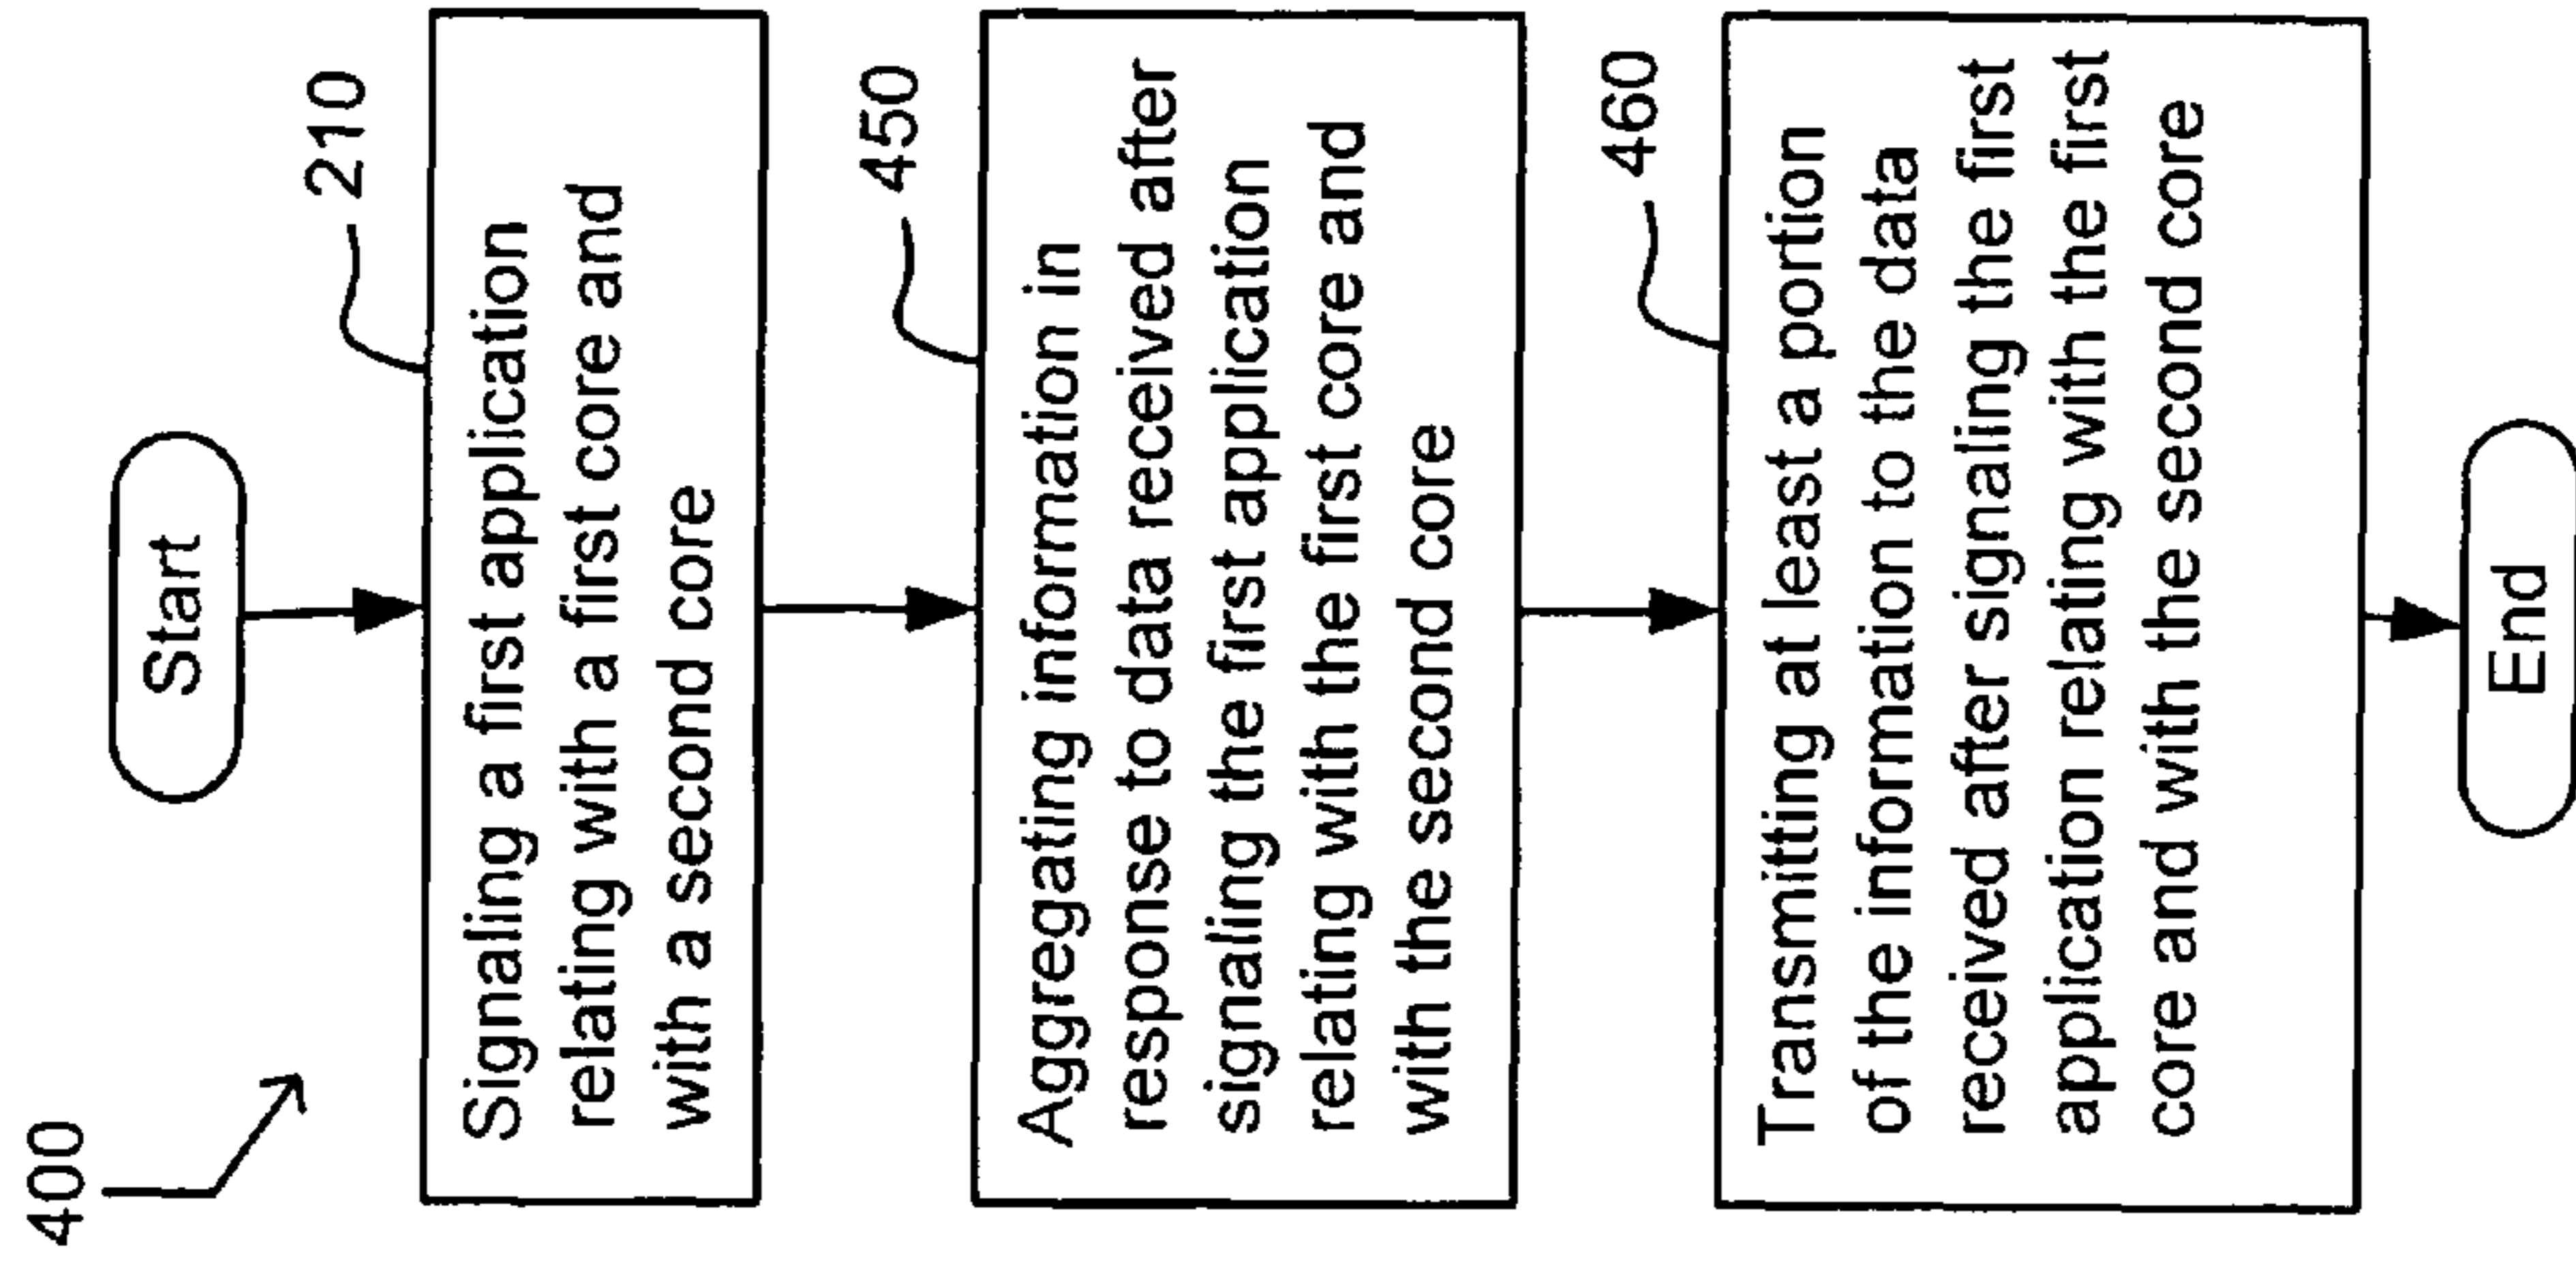 400
Start
210
Signaling a first application
relating with a first core and
with a second core
450
Aggregating information in
response to data received after
signaling the first application
relating with the first core and
with the second core
460
Transmitting at least a portion
of the information to the data
received after signaling the first
application relating with the first
core and with the second core
End